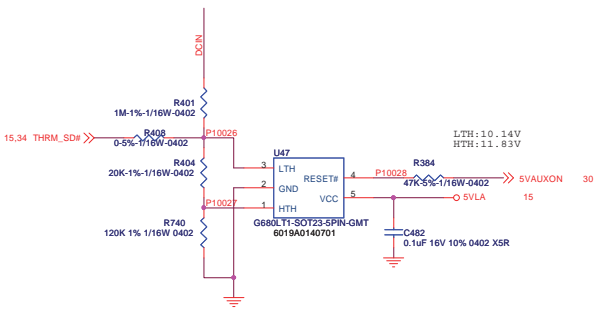 DCIN
R401
1M-1%-1/16W-0402
15,34 THRM_SD#
R408
0-5%-1/16W-0402
P10026
R404
20K-1%-1/16W-0402
P10027
R740
120K 1% 1/16W 0402
U47
3 LTH
2 GND
1 HTH
RESET# 4
VCC 5
G680LT1-SOT23-5PIN-GMT
6019A0140701
LTH:10.14V
HTH:11.83V
P10028
R384
47K-5%-1/16W-0402
5VAUXON 30
5VLA 15
C482
0.1uF 16V 10% 0402 X5R